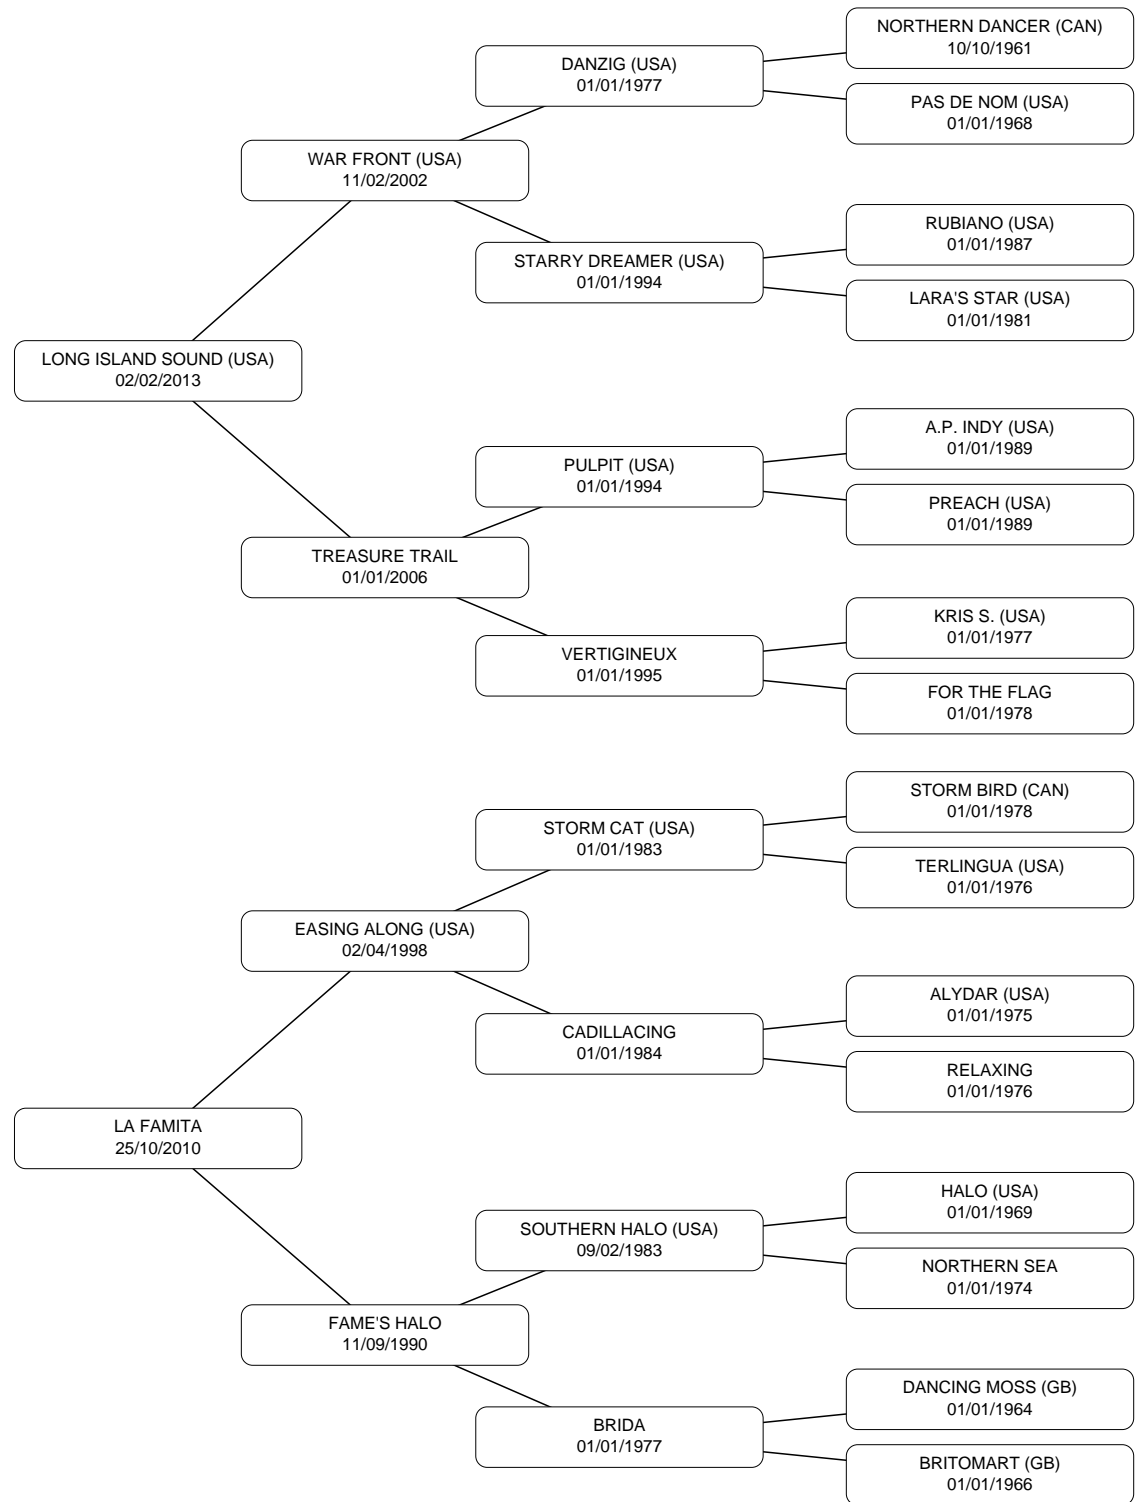 NORTHERN DANCER (CAN)
10/10/1961
DANZIG (USA)
01/01/1977
PAS DE NOM (USA)
01/01/1968
WAR FRONT (USA)
11/02/2002
RUBIANO (USA)
01/01/1987
STARRY DREAMER (USA)
01/01/1994
LARA'S STAR (USA)
01/01/1981
LONG ISLAND SOUND (USA)
02/02/2013
A.P. INDY (USA)
01/01/1989
PULPIT (USA)
01/01/1994
PREACH (USA)
01/01/1989
TREASURE TRAIL
01/01/2006
KRIS S. (USA)
01/01/1977
VERTIGINEUX
01/01/1995
FOR THE FLAG
01/01/1978
STORM BIRD (CAN)
01/01/1978
STORM CAT (USA)
01/01/1983
TERLINGUA (USA)
01/01/1976
EASING ALONG (USA)
02/04/1998
ALYDAR (USA)
01/01/1975
CADILLACING
01/01/1984
RELAXING
01/01/1976
LA FAMITA
25/10/2010
HALO (USA)
01/01/1969
SOUTHERN HALO (USA)
09/02/1983
NORTHERN SEA
01/01/1974
FAME'S HALO
11/09/1990
DANCING MOSS (GB)
01/01/1964
BRIDA
01/01/1977
BRITOMART (GB)
01/01/1966